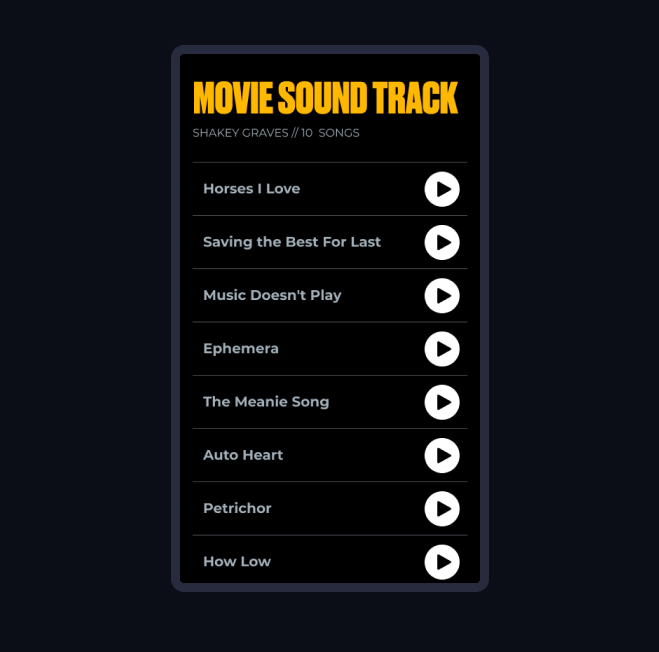 MOVIE SOUND TRACK
SHAKEY GRAVES // 10 SONGS
Horses I Love
Saving the Best For Last
Music Doesn't Play
Ephemera
The Meanie Song
Auto Heart
Petrichor
How Low